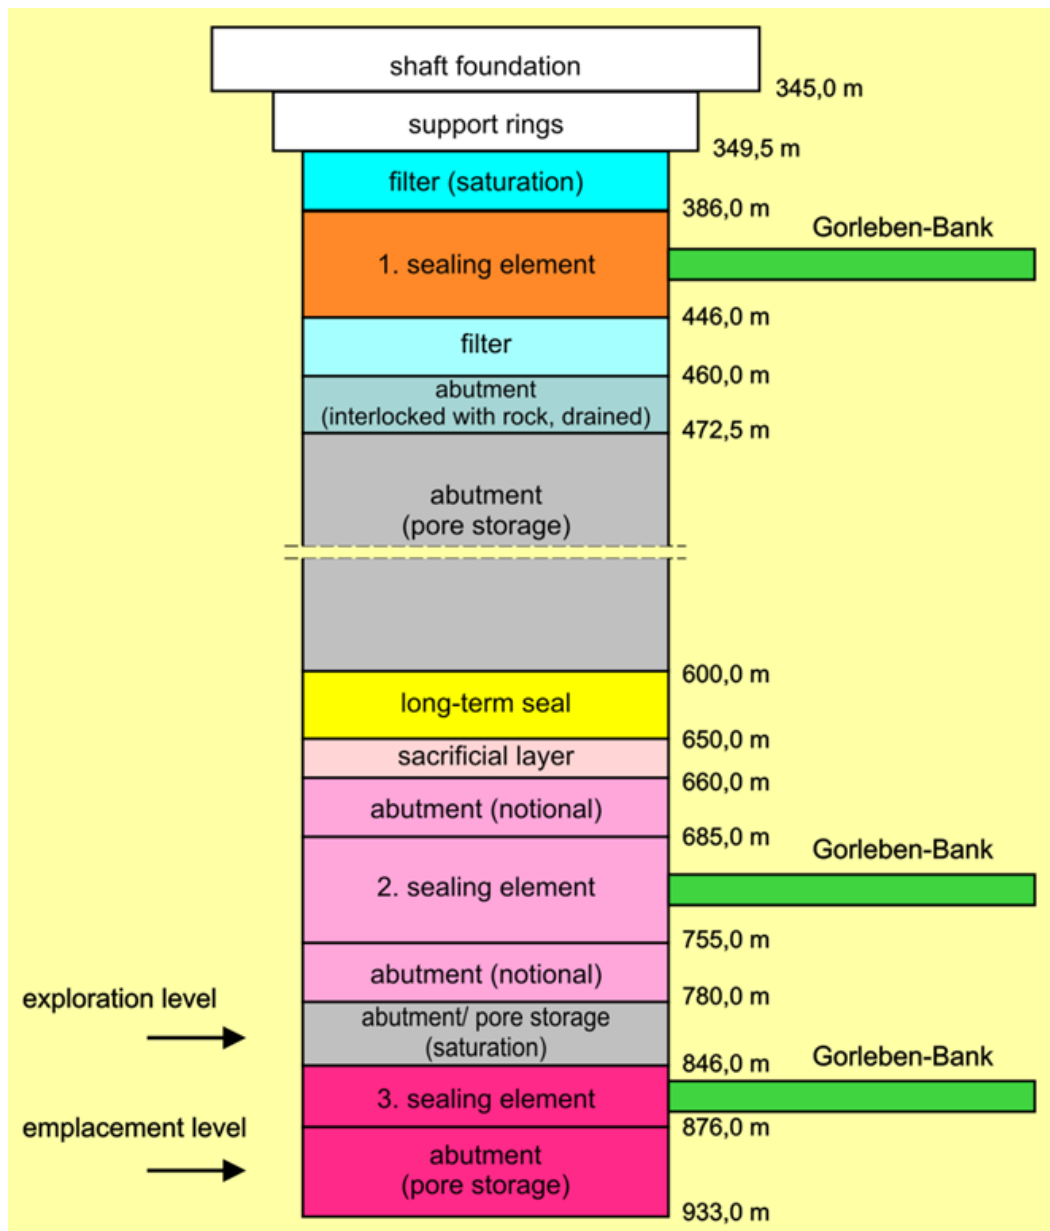 shaft foundation
345,0 m
support rings
349,5 m
filter (saturation)
386,0 m
Gorleben-Bank
1. sealing element
446,0 m
filter
460,0 m
abutment
(interlocked with rock, drained)
472,5 m
abutment
(pore storage)
600,0 m
long-term seal
650,0 m
sacrificial layer
660,0 m
abutment (notional)
685,0 m
Gorleben-Bank
2. sealing element
755,0 m
abutment (notional)
780,0 m
exploration level
abutment/ pore storage
(saturation)
846,0 m
Gorleben-Bank
3. sealing element
876,0 m
emplacement level
abutment
(pore storage)
933,0 m